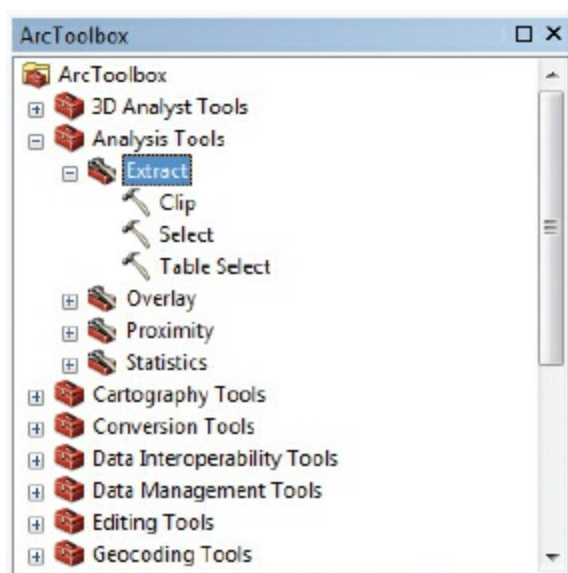 ArcToolbox
ArcToolbox
3D Analyst Tools
Analysis Tools
Extract
Clip
Select
Table Select
Overlay
Proximity
Statistics
Cartography Tools
Conversion Tools
Data Interoperability Tools
Data Management Tools
Editing Tools
Geocoding Tools